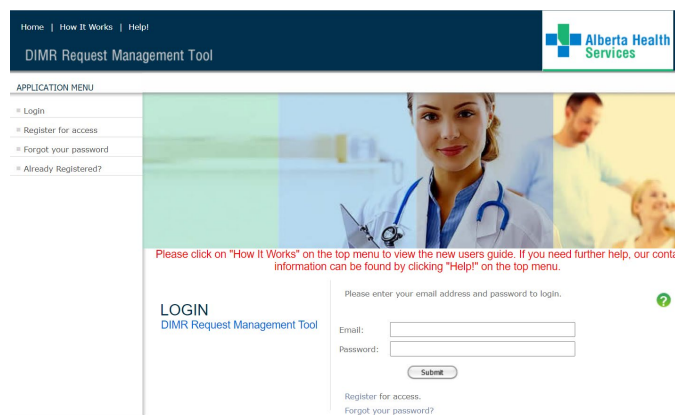 Home | How It Works | Help!
DIMR Request Management Tool
Alberta Health
Services
APPLICATION MENU
Login
Register for access
Forgot your password
Already Registered?
Please click on "How It Works" on the top menu to view the new users guide. If you need further help, our conta
information can be found by clicking "Help!" on the top menu.
LOGIN
DIMR Request Management Tool
Please enter your email address and password to login.
?
Email:
Password:
Submit
Register for access.
Forgot your password?